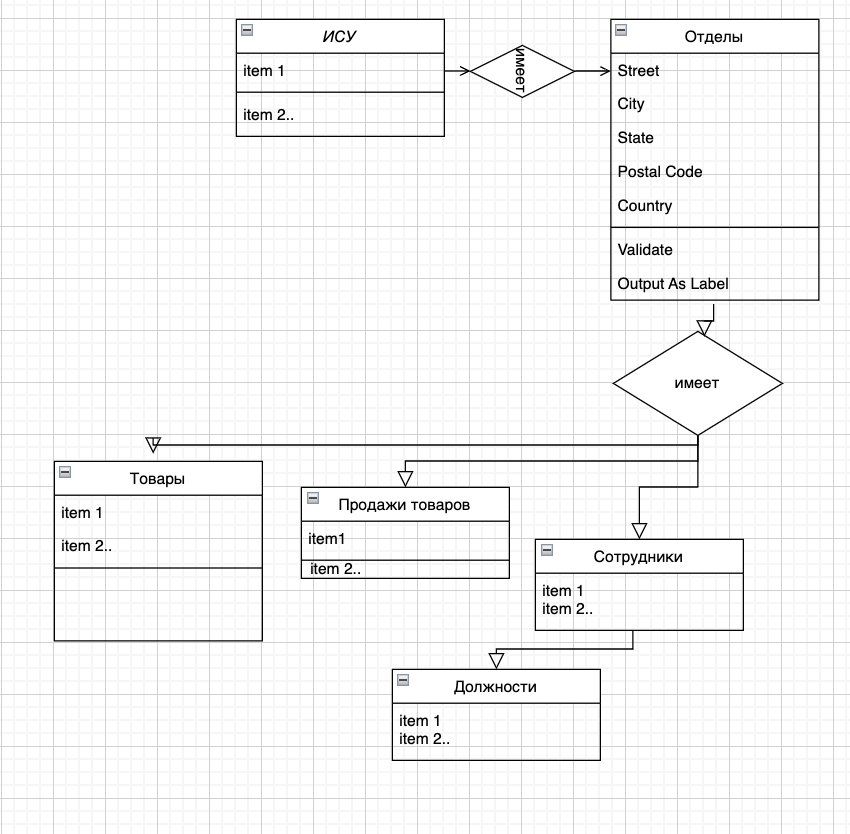 ИСУ
item 1
item 2..
имеет
Отделы
Street
City
State
Postal Code
Country
Validate
Output As Label
имеет
Товары
item 1
item 2..
Продажи товаров
item1
item 2..
Сотрудники
item 1
item 2..
Должности
item 1
item 2..